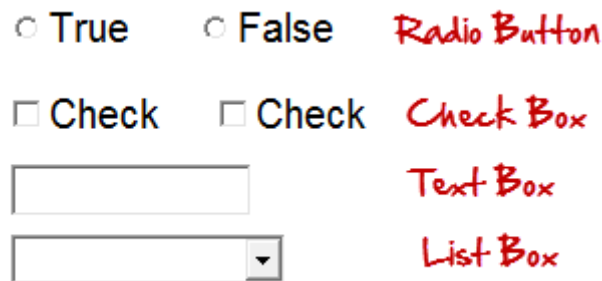 True False Radio Button
Check Check Check Box
Text Box
List Box